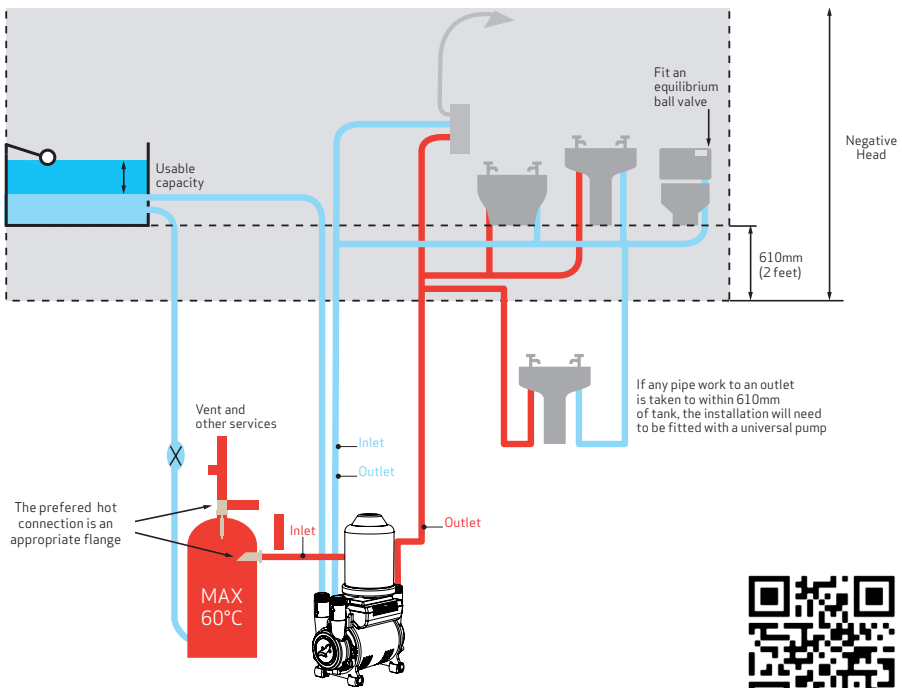 Fit an
equilibrium
ball valve
Negative
Head
Usable
capacity
610mm
(2 feet)
If any pipe work to an outlet
is taken to within 610mm
of tank, the installation will need
to be fitted with a universal pump
Vent and
other services
Inlet
Outlet
The prefered hot
connection is an
appropriate flange
Inlet
Outlet
MAX
60°C